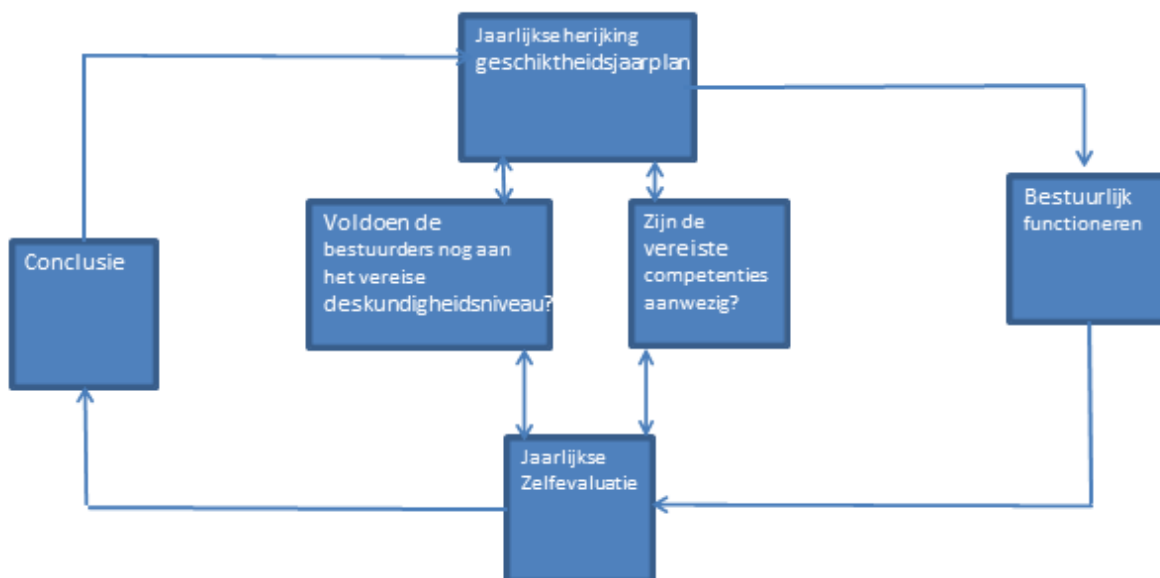 Jaarlijkse herijking
geschiktheidsjaarplan
Voldoen de
bestuurders nog aan
het vereise
deskundigheidsniveau?
Zijn de
vereiste
competenties
aanwezig?
Bestuurlijk
functioneren
Conclusie
Jaarlijkse
Zelfevaluatie